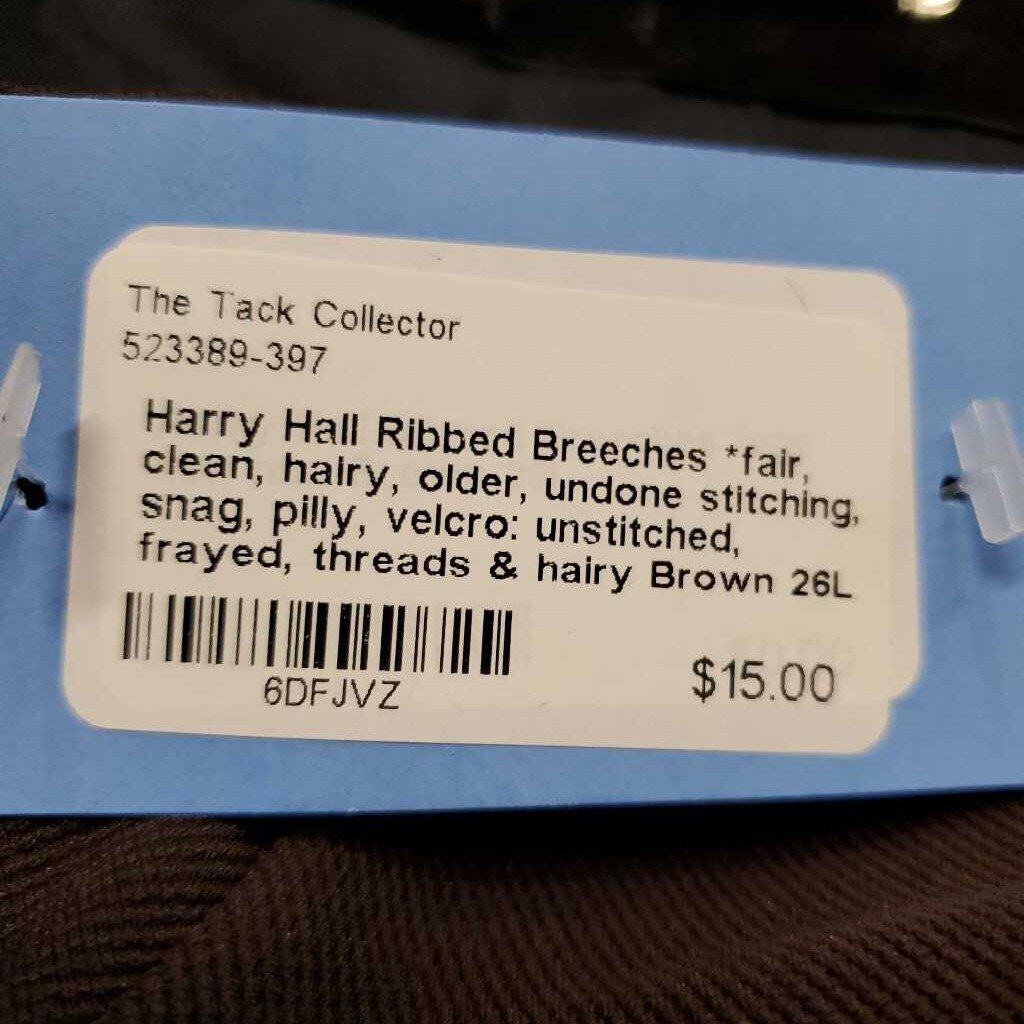 The Tack Collector
523389-397
Harry Hall Ribbed Breeches *fair,
clean, hairy, older, undone stitching,
snag, pilly, velcro: unstitched,
frayed, threads & hairy Brown 26L
6DFJVZ
$15.00